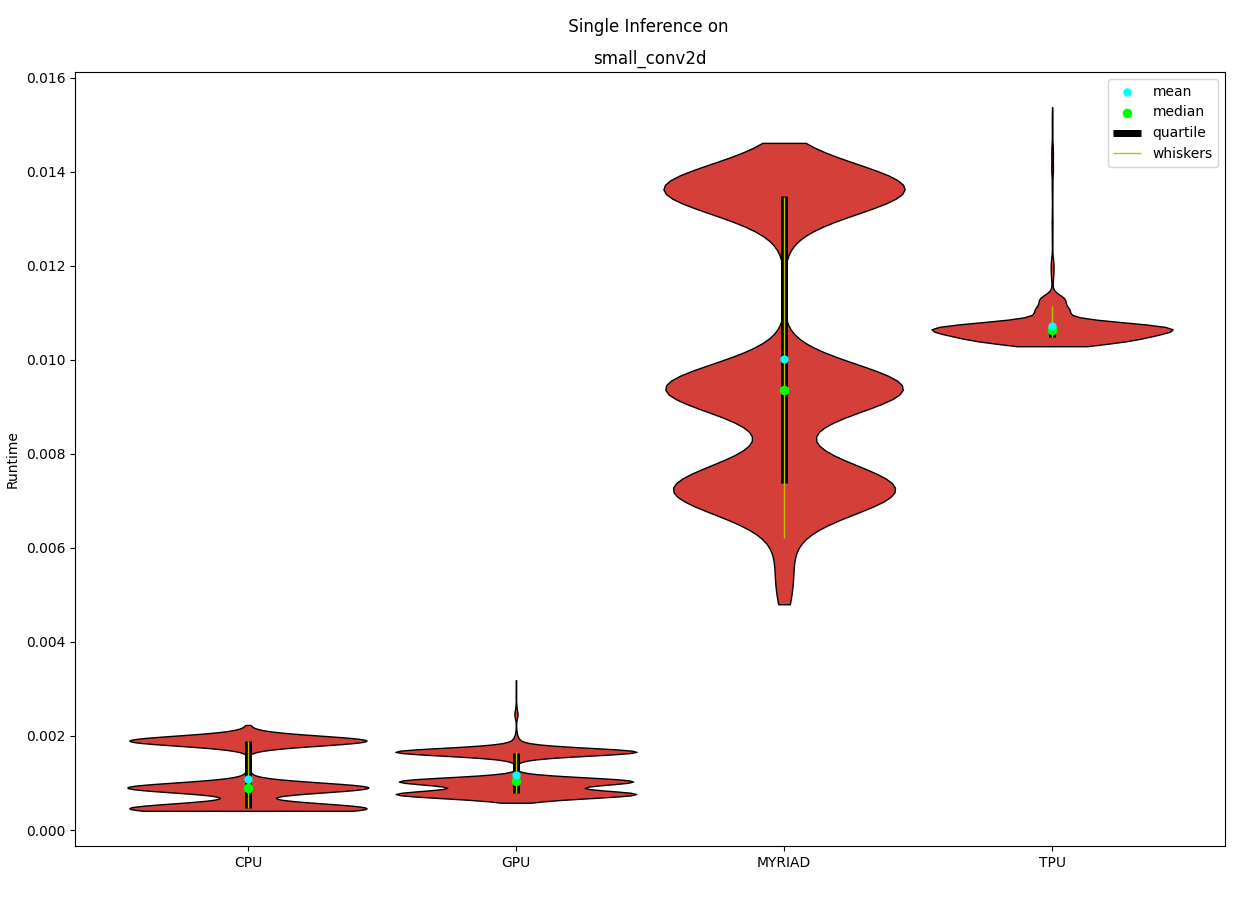 Single Inference on
small_conv2d
mean
median
quartile
whiskers
Runtime
0.016
0.014
0.012
0.010
0.008
0.006
0.004
0.002
0.000
CPU
GPU
MYRIAD
TPU